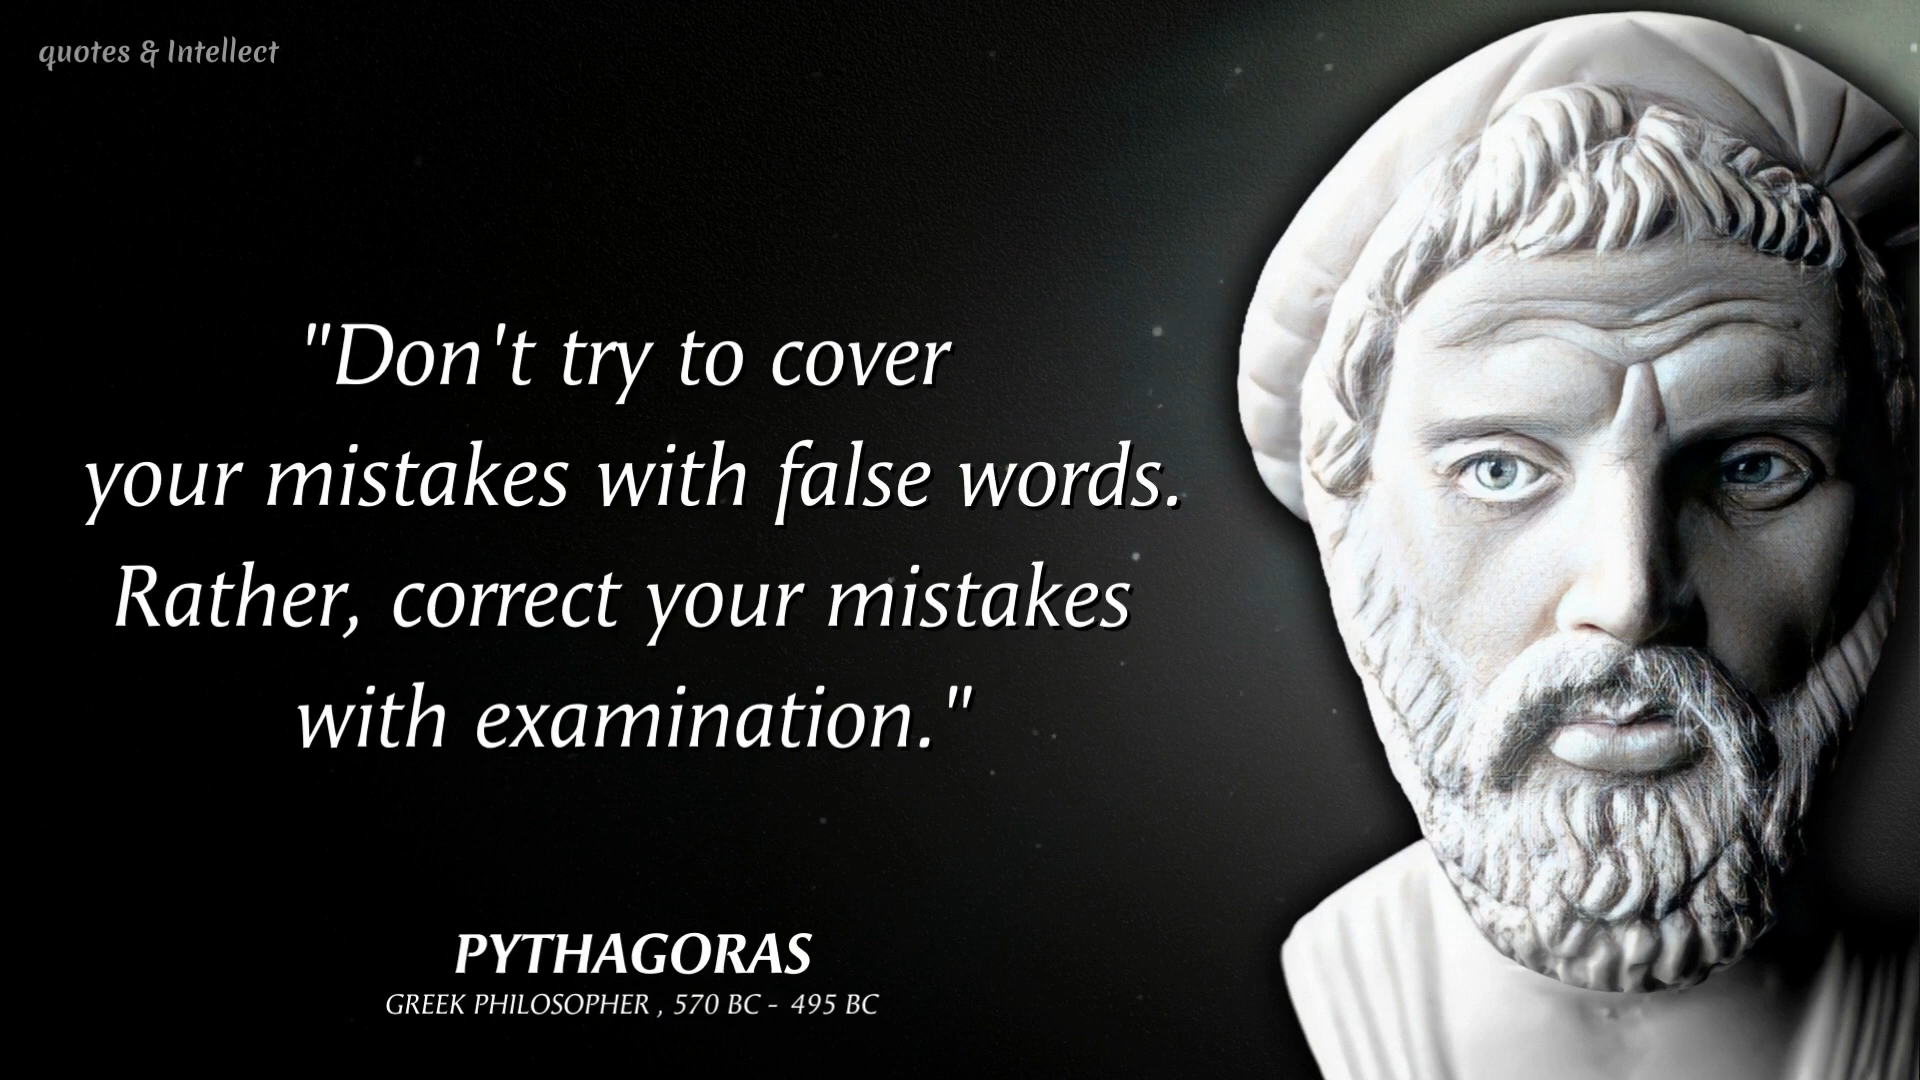 quotes & Intellect
"Don't try to cover
your mistakes with false words.
Rather, correct your mistakes
with examination."
PYTHAGORAS
GREEK PHILOSOPHER , 570 BC - 495 BC